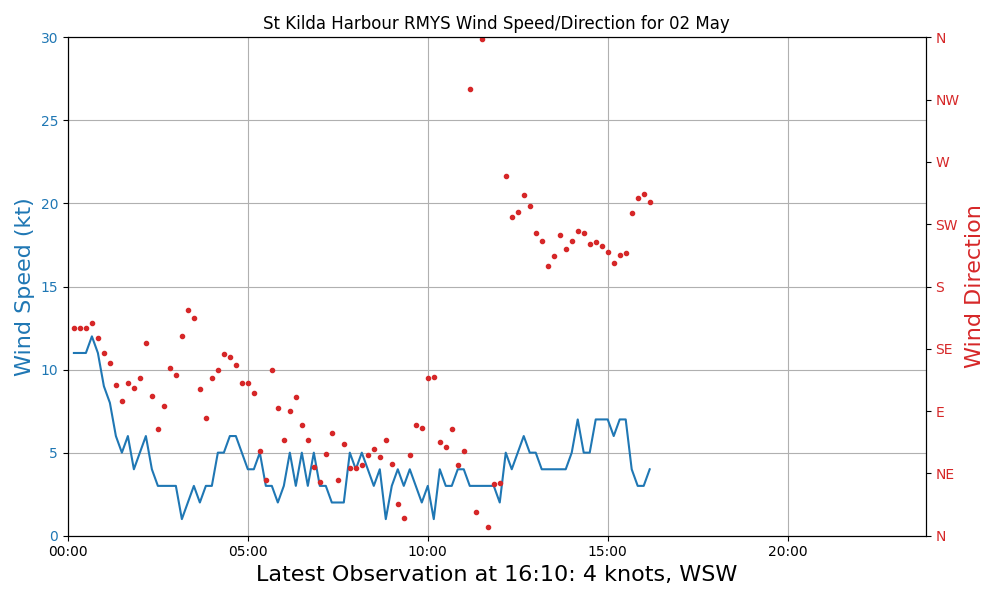 St Kilda Harbour RMYS Wind Speed/Direction for 02 May
Wind Speed (kt)
30
25
20
15
10
5
0
N
NW
W
SW
S
SE
E
NE
N
Wind Direction
00:00 05:00 10:00 15:00 20:00
Latest Observation at 16:10: 4 knots, WSW